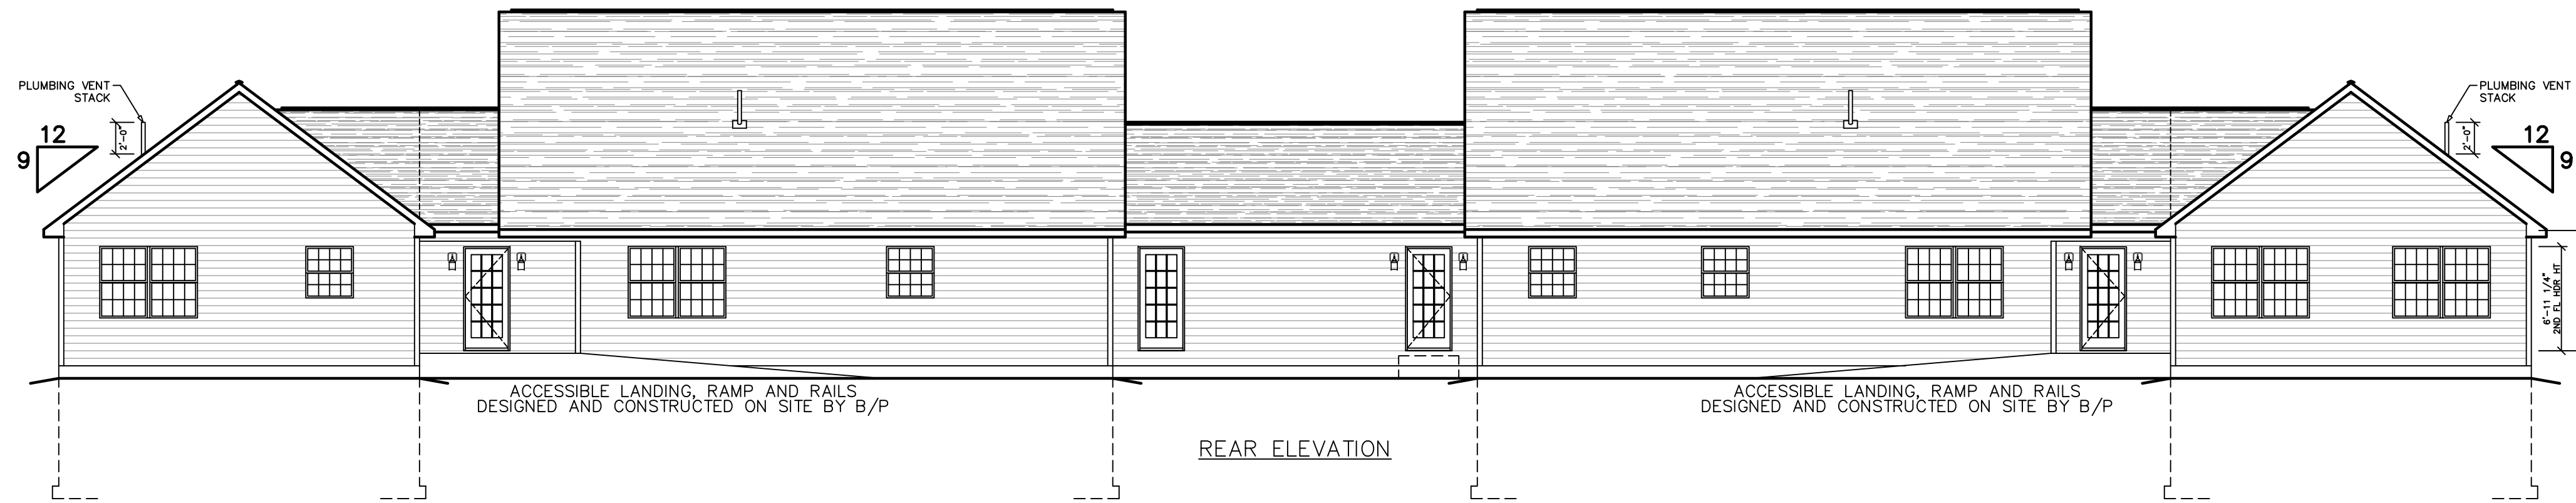 PLUMBING VENT
STACK
12
9
2'-0"
PLUMBING VENT
STACK
12
9
2'-0"
6'-11 1/4"
2ND FL HDR HT
ACCESSIBLE LANDING, RAMP AND RAILS
DESIGNED AND CONSTRUCTED ON SITE BY B/P
ACCESSIBLE LANDING, RAMP AND RAILS
DESIGNED AND CONSTRUCTED ON SITE BY B/P
REAR ELEVATION